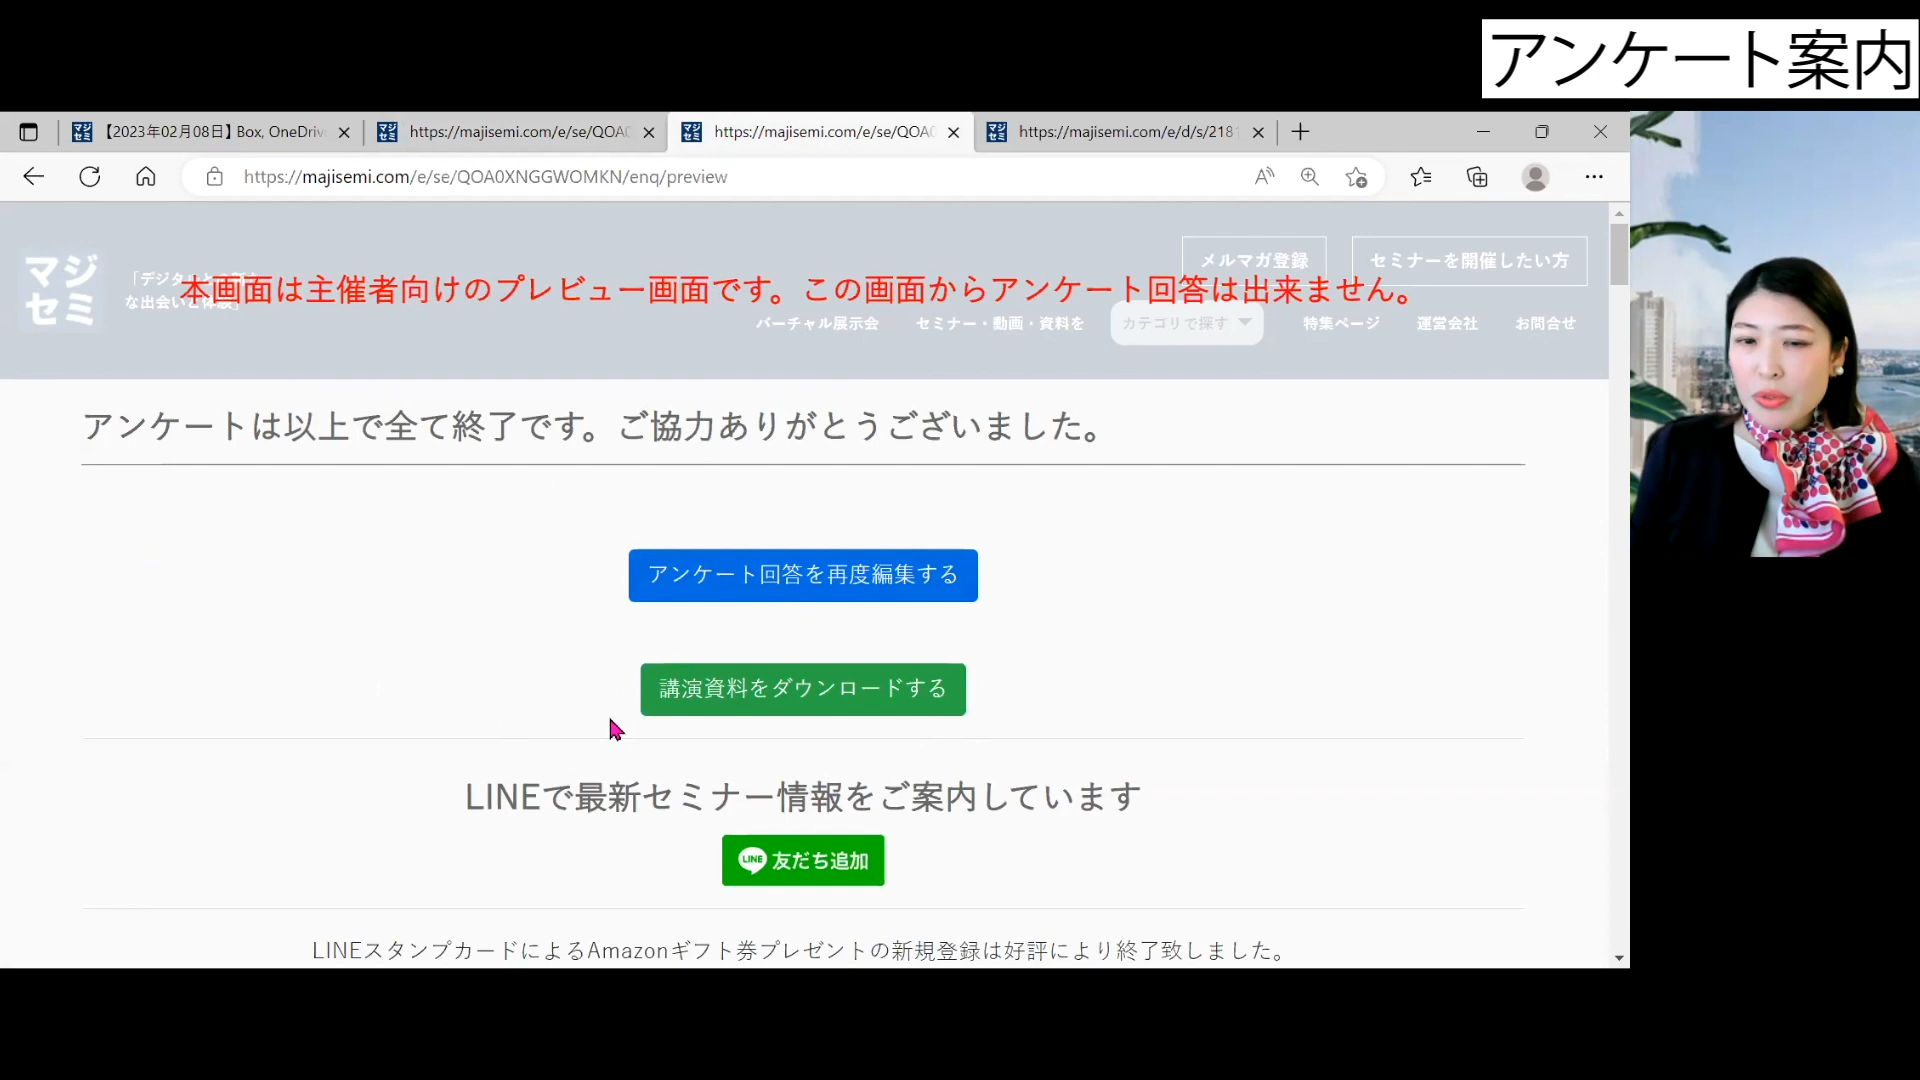 アンケート案内
【2023年02月08日】Box, OneDriv
https://majisemi.com/e/se/QOA0
https://majisemi.com/e/se/QOA0
https://majisemi.com/e/d/s/2181
https://majisemi.com/e/se/QOA0XNGGWOMKN/enq/preview
マジ
セミ
メルマガ登録
セミナーを開催したい方
本画面は主催者向けのプレビュー画面です。この画面からアンケート回答は出来ません。
バーチャル展示会
セミナー・動画・資料を
カテゴリで探す
特集ページ
運営会社
お問合せ
アンケートは以上で全て終了です。ご協力ありがとうございました。
アンケート回答を再度編集する
講演資料をダウンロードする
LINEで最新セミナー情報をご案内しています
LINE 友だち追加
LINEスタンプカードによるAmazonギフト券プレゼントの新規登録は好評により終了致しました。